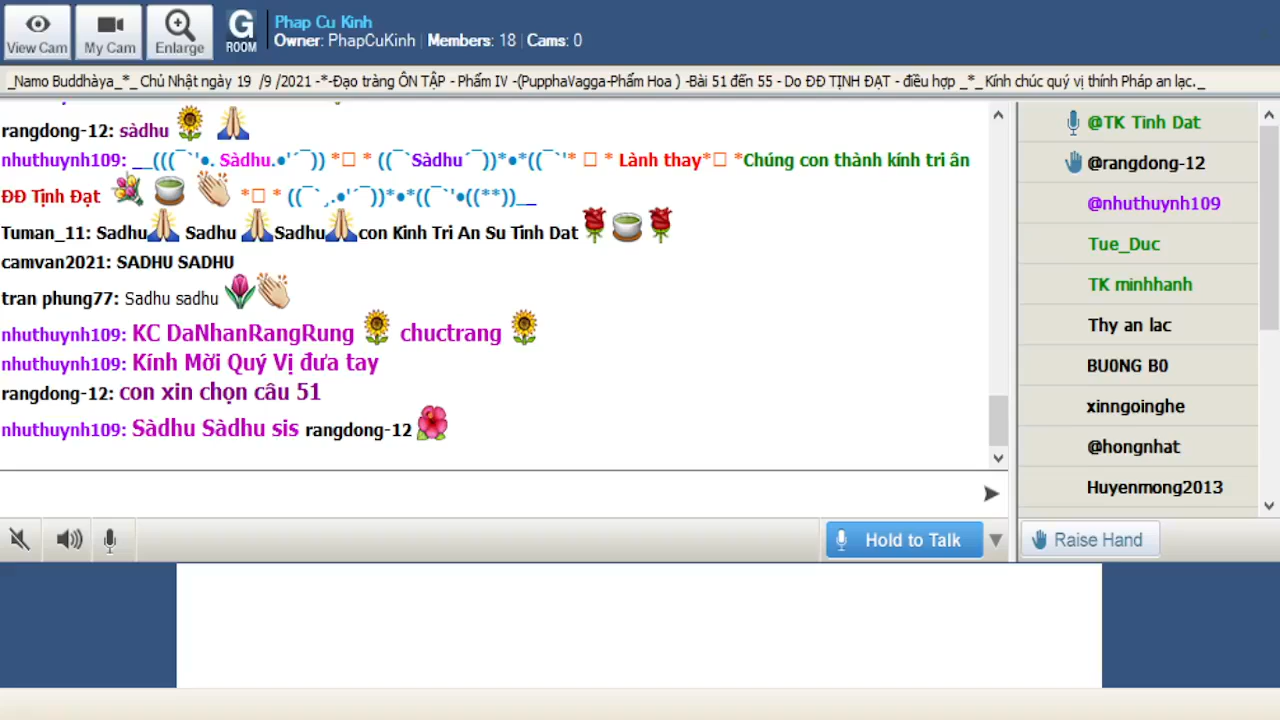 View Cam
My Cam
Enlarge
G
ROOM
Phap Cu Kinh
Owner: PhapCuKinh | Members: 18 | Cams: 0
_Namo Buddhàya_*_ Chủ Nhật ngày 19 /9 /2021 -*-Đạo tràng ÔN TẬP - Phẩm IV -(PupphaVagga-Phẩm Hoa ) -Bài 51 đến 55 - Do ĐĐ TỊNH ĐẠT - điều hợp _*_ Kính chúc quý vị thính Pháp an lạc._
rangdong-12: sàdhu
nhuthuynh109: __(((¯`'●. Sàdhu.●'´¯)) *□ * ((¯`Sàdhu´¯))*●*((¯`'* □ * Lành thay*□ *Chúng con thành kính tri ân
ĐĐ Tịnh Đạt *□ * ((¯`¸.●'´¯))*●*((¯`'●((**))__
Tuman_11: Sadhu Sadhu Sadhu con Kinh Tri An Su Tinh Dat
camvan2021: SADHU SADHU
tran phung77: Sadhu sadhu
nhuthuynh109: KC DaNhanRangRung chuctrang
nhuthuynh109: Kính Mời Quý Vị đưa tay
rangdong-12: con xin chọn câu 51
nhuthuynh109: Sàdhu Sàdhu sis rangdong-12
@TK Tinh Dat
@rangdong-12
@nhuthuynh109
Tue_Duc
TK minhhanh
Thy an lac
BU0NG B0
xinngoinghe
@hongnhat
Huyenmong2013
Hold to Talk
Raise Hand